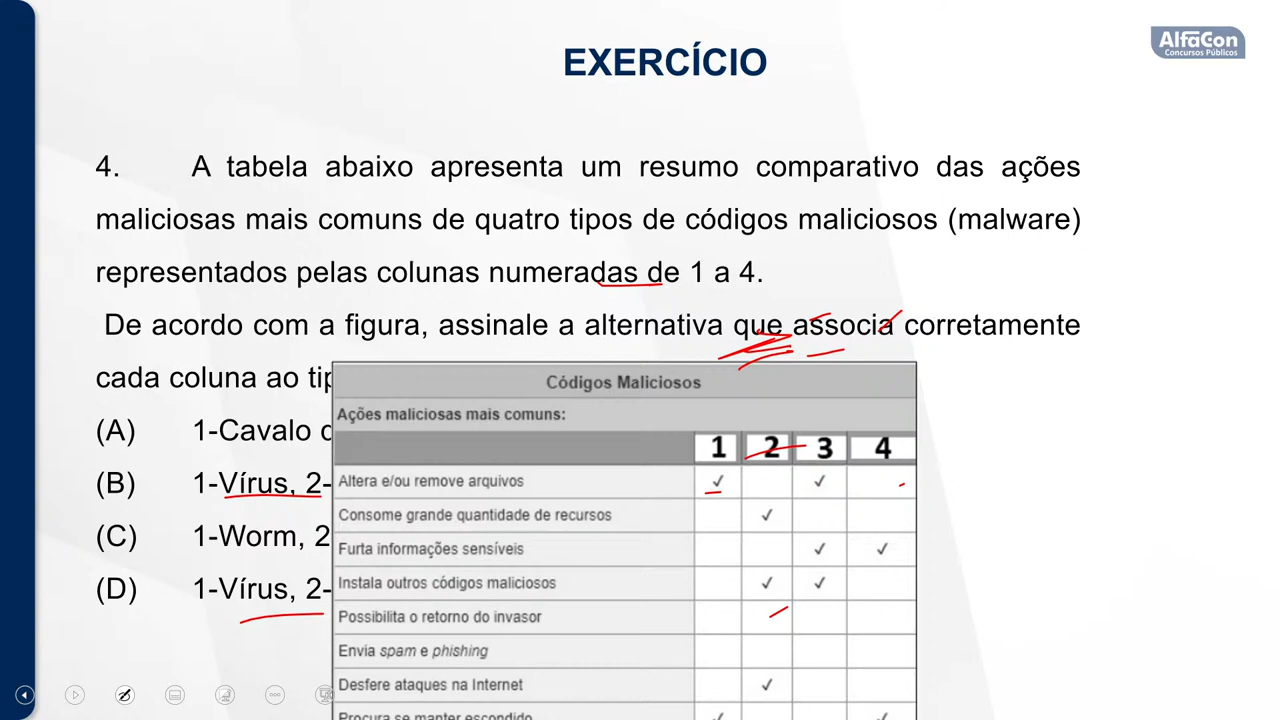 AlfaCon
Concursos Públicos
EXERCÍCIO
4. A tabela abaixo apresenta um resumo comparativo das ações
maliciosas mais comuns de quatro tipos de códigos maliciosos (malware)
representados pelas colunas numeradas de 1 a 4.
De acordo com a figura, assinale a alternativa que associa corretamente
cada coluna ao tip
(A) 1-Cavalo d
(B) 1-Vírus, 2-
(C) 1-Worm, 2
(D) 1-Vírus, 2-
Códigos Maliciosos
Ações maliciosas mais comuns:
1 2 3 4
Altera e/ou remove arquivos ✓ ✓
Consome grande quantidade de recursos ✓
Furta informações sensíveis ✓ ✓
Instala outros códigos maliciosos ✓ ✓
Possibilita o retorno do invasor
Envia spam e phishing
Desfere ataques na Internet ✓
Procura se manter escondido ✓ ✓